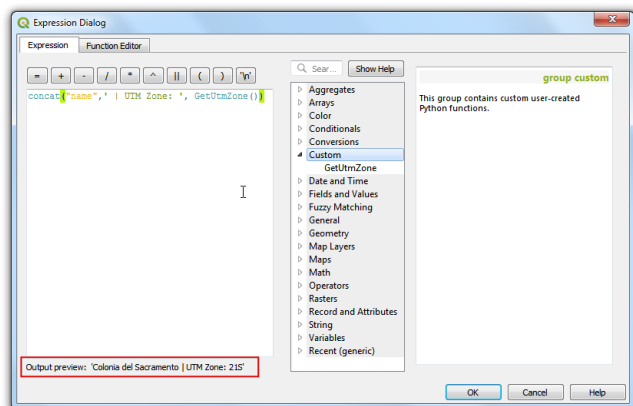 Expression Dialog
Expression
Function Editor
= + - / * ^ || ( ) '\n'
concat("name",' | UTM Zone: ', GetUtmZone())
Output preview: 'Colonia del Sacramento | UTM Zone: 21S'
Sear...
Show Help
Aggregates
Arrays
Color
Conditionals
Conversions
Custom
GetUtmZone
Date and Time
Fields and Values
Fuzzy Matching
General
Geometry
Map Layers
Maps
Math
Operators
Rasters
Record and Attributes
String
Variables
Recent (generic)
group custom
This group contains custom user-created
Python functions.
OK
Cancel
Help